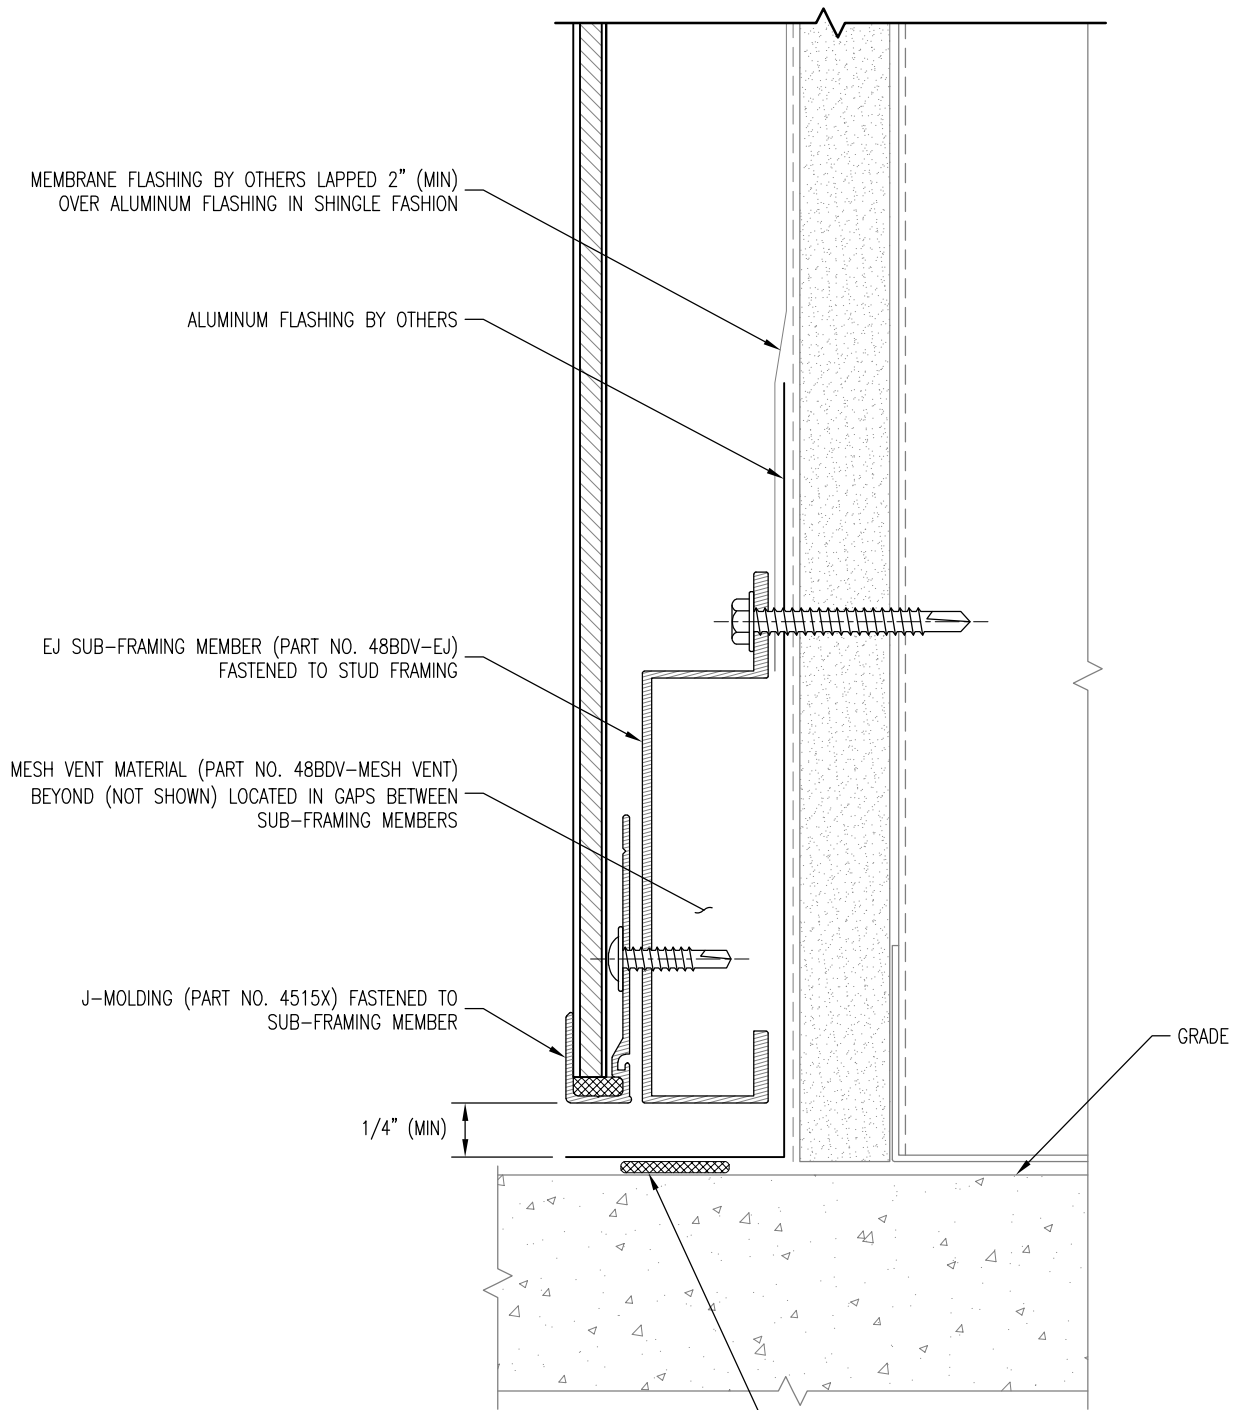 MEMBRANE FLASHING BY OTHERS LAPPED 2" (MIN)
OVER ALUMINUM FLASHING IN SHINGLE FASHION
ALUMINUM FLASHING BY OTHERS
EJ SUB-FRAMING MEMBER (PART NO. 48BDV-EJ)
FASTENED TO STUD FRAMING
MESH VENT MATERIAL (PART NO. 48BDV-MESH VENT)
BEYOND (NOT SHOWN) LOCATED IN GAPS BETWEEN
SUB-FRAMING MEMBERS
J-MOLDING (PART NO. 4515X) FASTENED TO
SUB-FRAMING MEMBER
GRADE
1/4" (MIN)